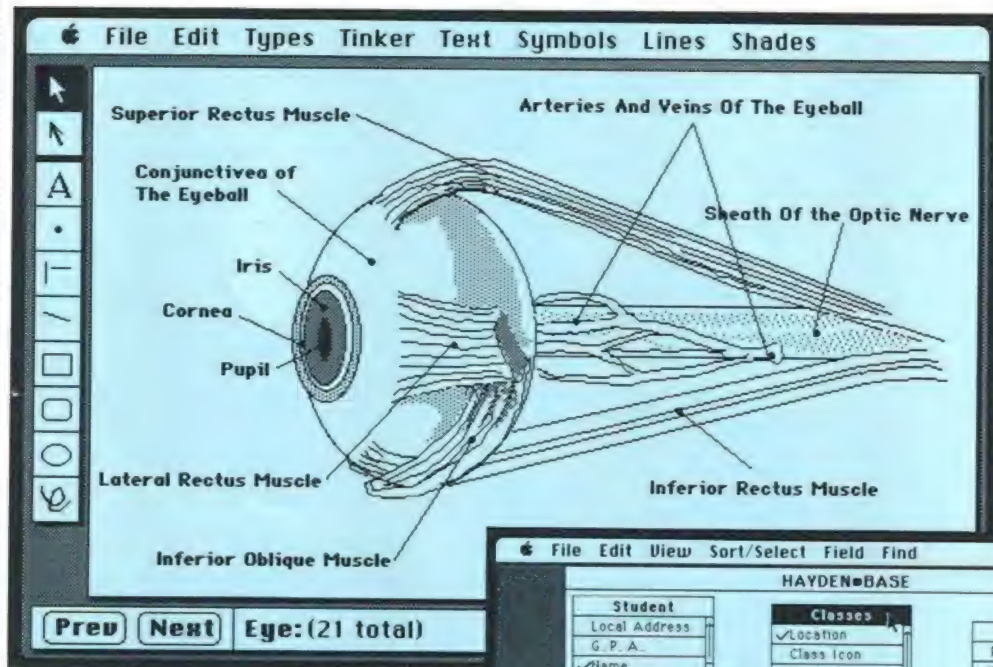 File Edit Types Tinker Text Symbols Lines Shades
Superior Rectus Muscle
Arteries And Veins Of The Eyeball
Conjunctivea of
The Eyeball
Sheath Of the Optic Nerve
Iris
Cornea
Pupil
Lateral Rectus Muscle
Inferior Rectus Muscle
Inferior Oblique Muscle
Prev Next Eye:(21 total)
A
File Edit View Sort/Select Field Find
HAYDEN BASE
Student
Local Address
G.P.A.
Name
Classes
Location
Class Icon